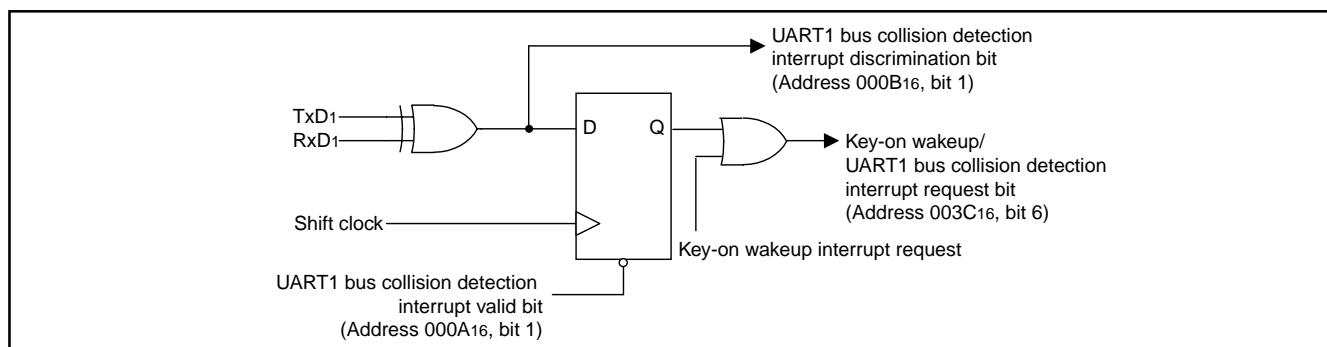 UART1 bus collision detection
interrupt discrimination bit
(Address 000B16, bit 1)
TxD1
RxD1
D
Q
Key-on wakeup/
UART1 bus collision detection
interrupt request bit
(Address 003C16, bit 6)
Shift clock
Key-on wakeup interrupt request
UART1 bus collision detection
interrupt valid bit
(Address 000A16, bit 1)